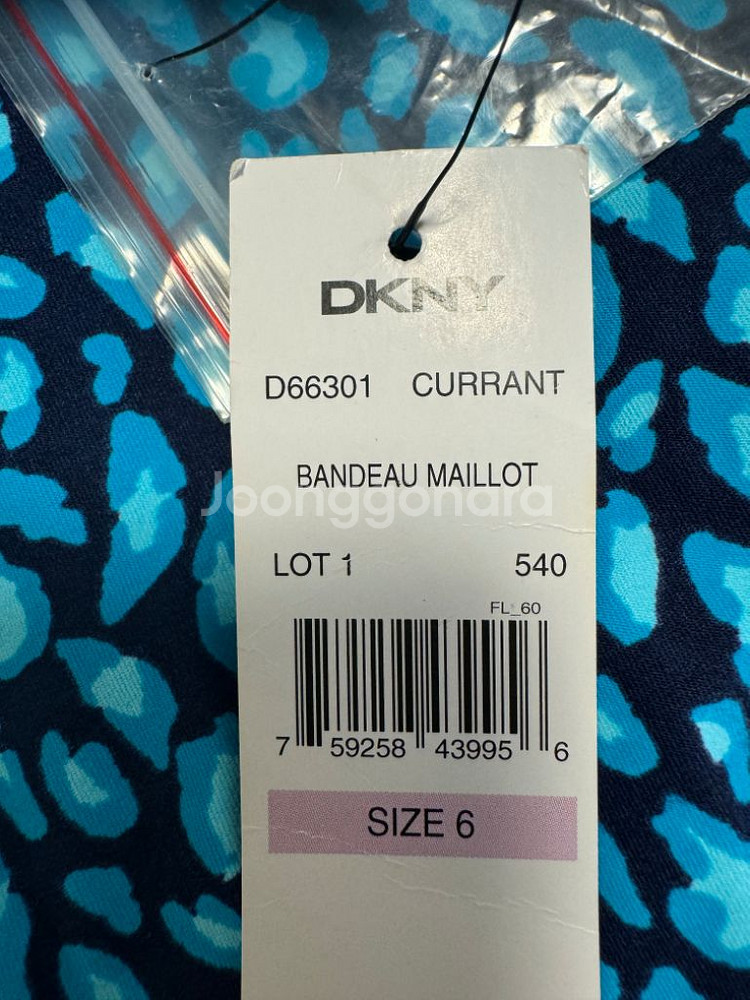 DKNY
D66301 CURRANT
BANDEAU MAILLOT
Joonggonara
LOT 1 540
FL_60
7 59258 43995 6
SIZE 6